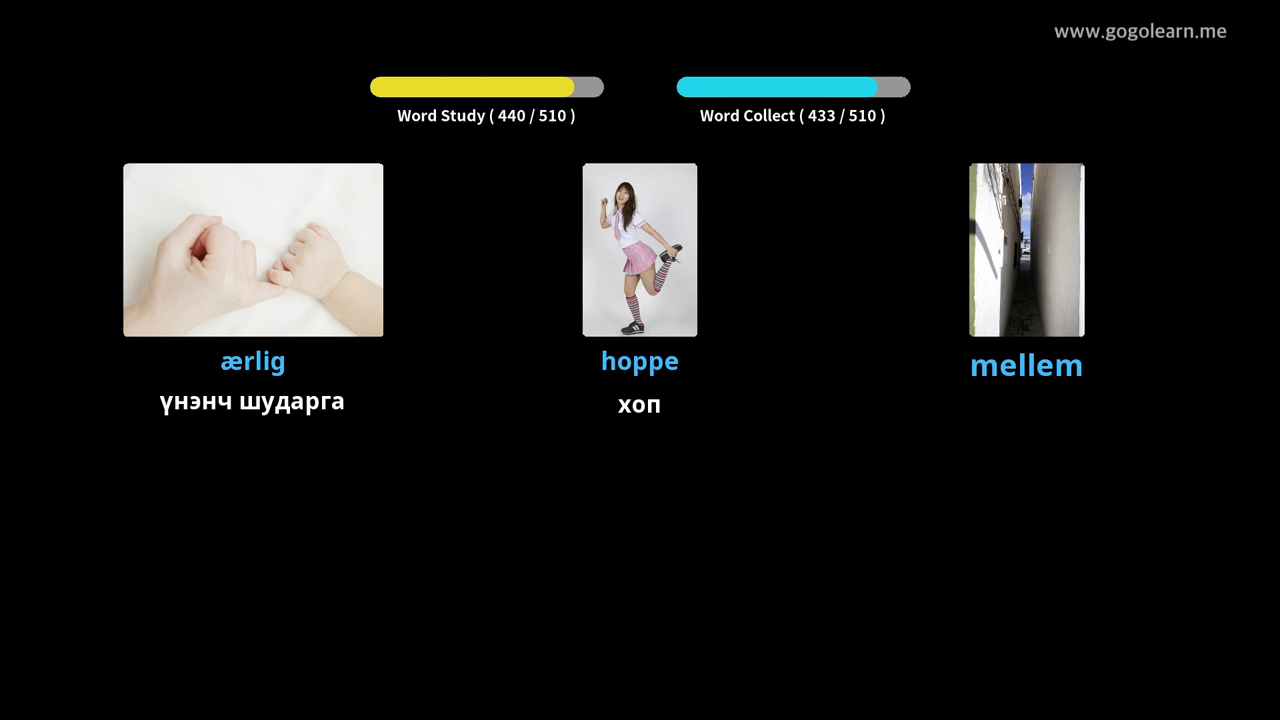 www.gogolearn.me
Word Study ( 440 / 510 )
Word Collect ( 433 / 510 )
ærlig
үнэнч шударга
hoppe
хоп
mellem